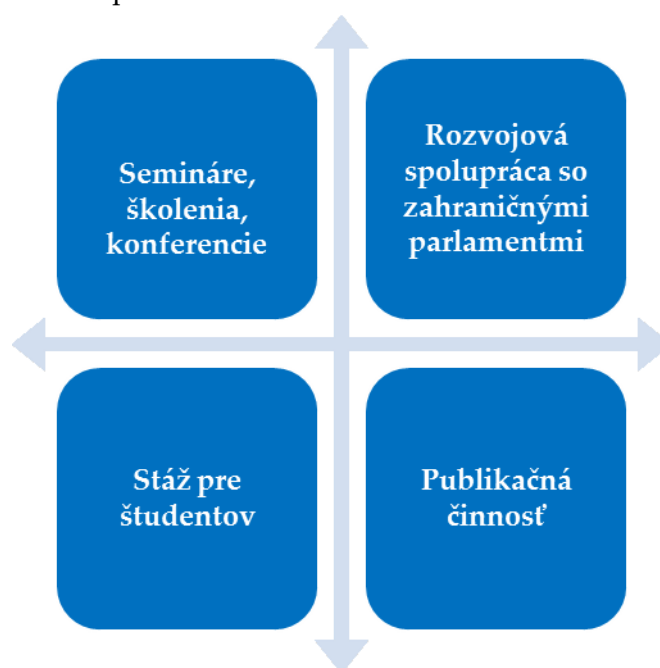 Semináre,
školenia,
konferencie
Rozvojová
spolupráca so
zahraničnými
parlamentmi
Stáž pre
študentov
Publikačná
činnosť